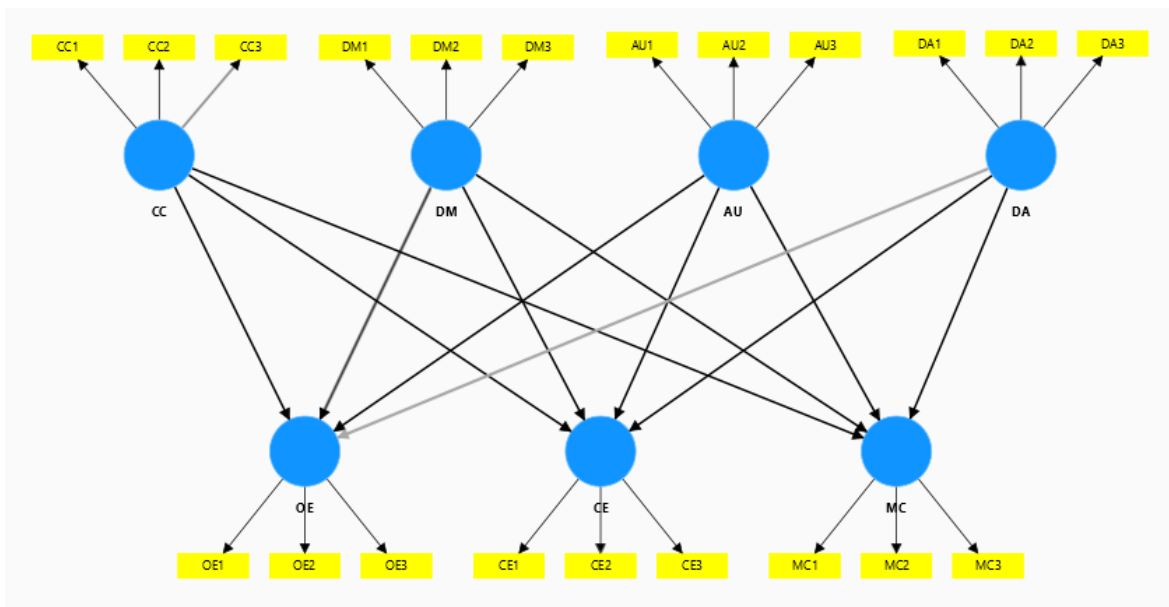 CC1 CC2 CC3 DM1 DM2 DM3 AU1 AU2 AU3 DA1 DA2 DA3
CC DM AU DA
OE CE MC
OE1 OE2 OE3 CE1 CE2 CE3 MC1 MC2 MC3